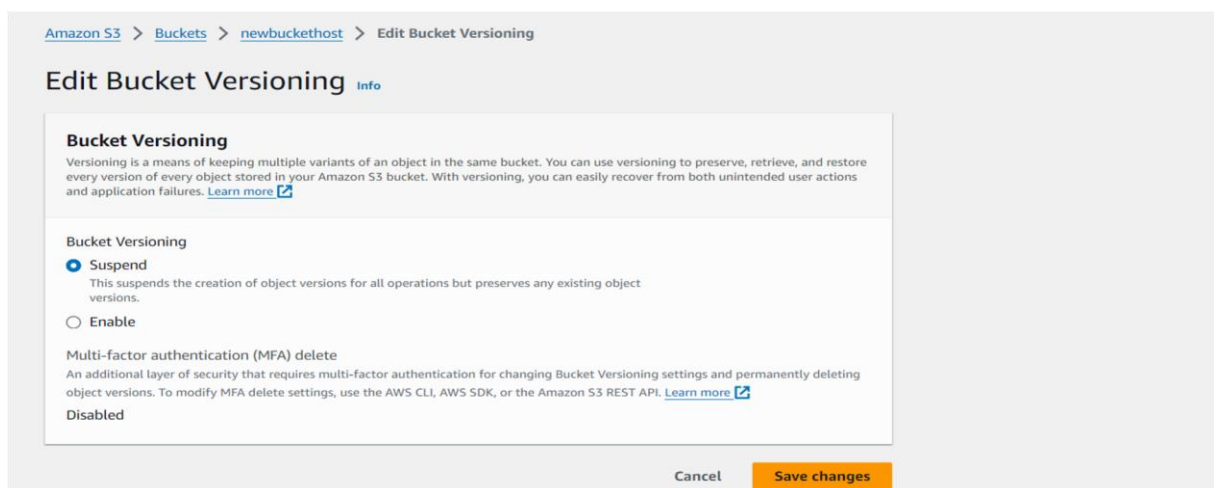 Amazon S3 > Buckets > newbuckethost > Edit Bucket Versioning
Edit Bucket Versioning Info
Bucket Versioning
Versioning is a means of keeping multiple variants of an object in the same bucket. You can use versioning to preserve, retrieve, and restore
every version of every object stored in your Amazon S3 bucket. With versioning, you can easily recover from both unintended user actions
and application failures. Learn more
Bucket Versioning
Suspend
This suspends the creation of object versions for all operations but preserves any existing object
versions.
Enable
Multi-factor authentication (MFA) delete
An additional layer of security that requires multi-factor authentication for changing Bucket Versioning settings and permanently deleting
object versions. To modify MFA delete settings, use the AWS CLI, AWS SDK, or the Amazon S3 REST API. Learn more
Disabled
Cancel Save changes